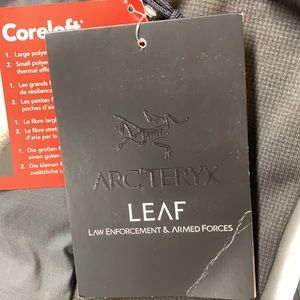 Coreloft®
1. Large polye
2. Small polye
thermal effi
1. Les grands f
de résilience
2. Les petites f
poches d'air
1. Le fibre larg
2. Le fibre stre
d'aria per la
1. Die großen
einen guten
2. Die kleinen
zusätzliche L
ARC'TERYX
LEAF
LAW ENFORCEMENT & ARMED FORCES